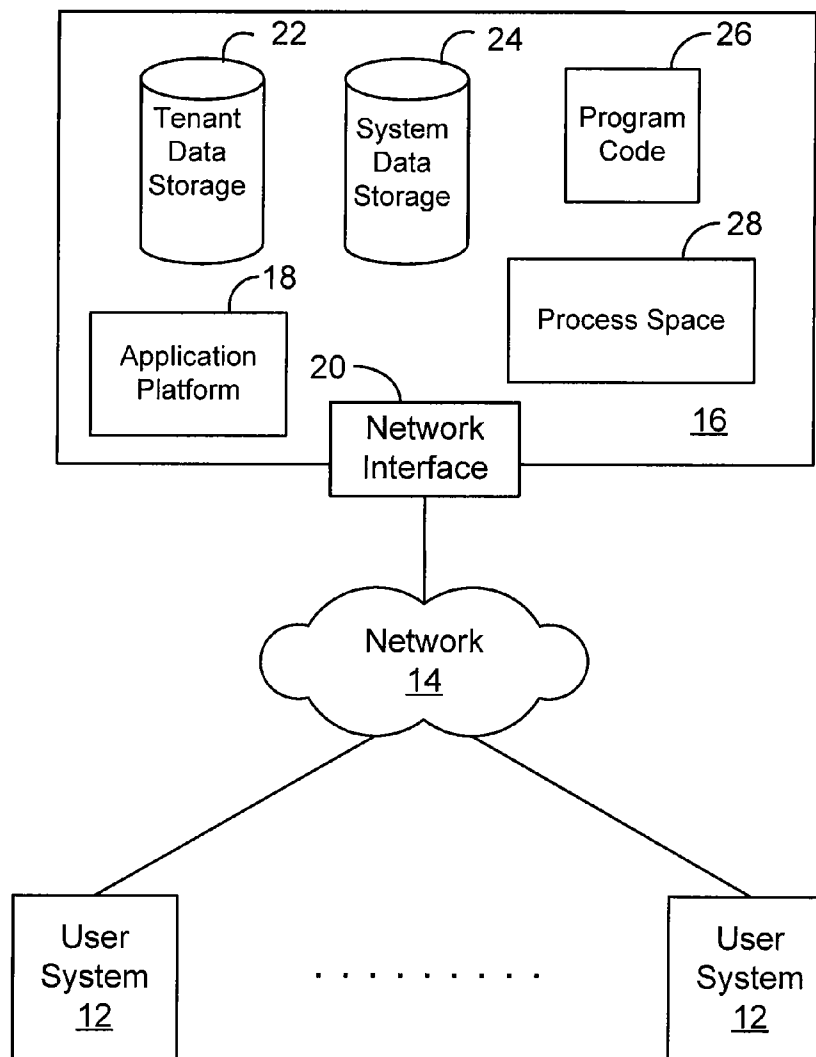 22
24
26
Tenant
Data
Storage
System
Data
Storage
Program
Code
18
28
Application
Platform
Process Space
20
16
Network
Interface
Network
14
User
System
12
. . . . . . . . . .
User
System
12